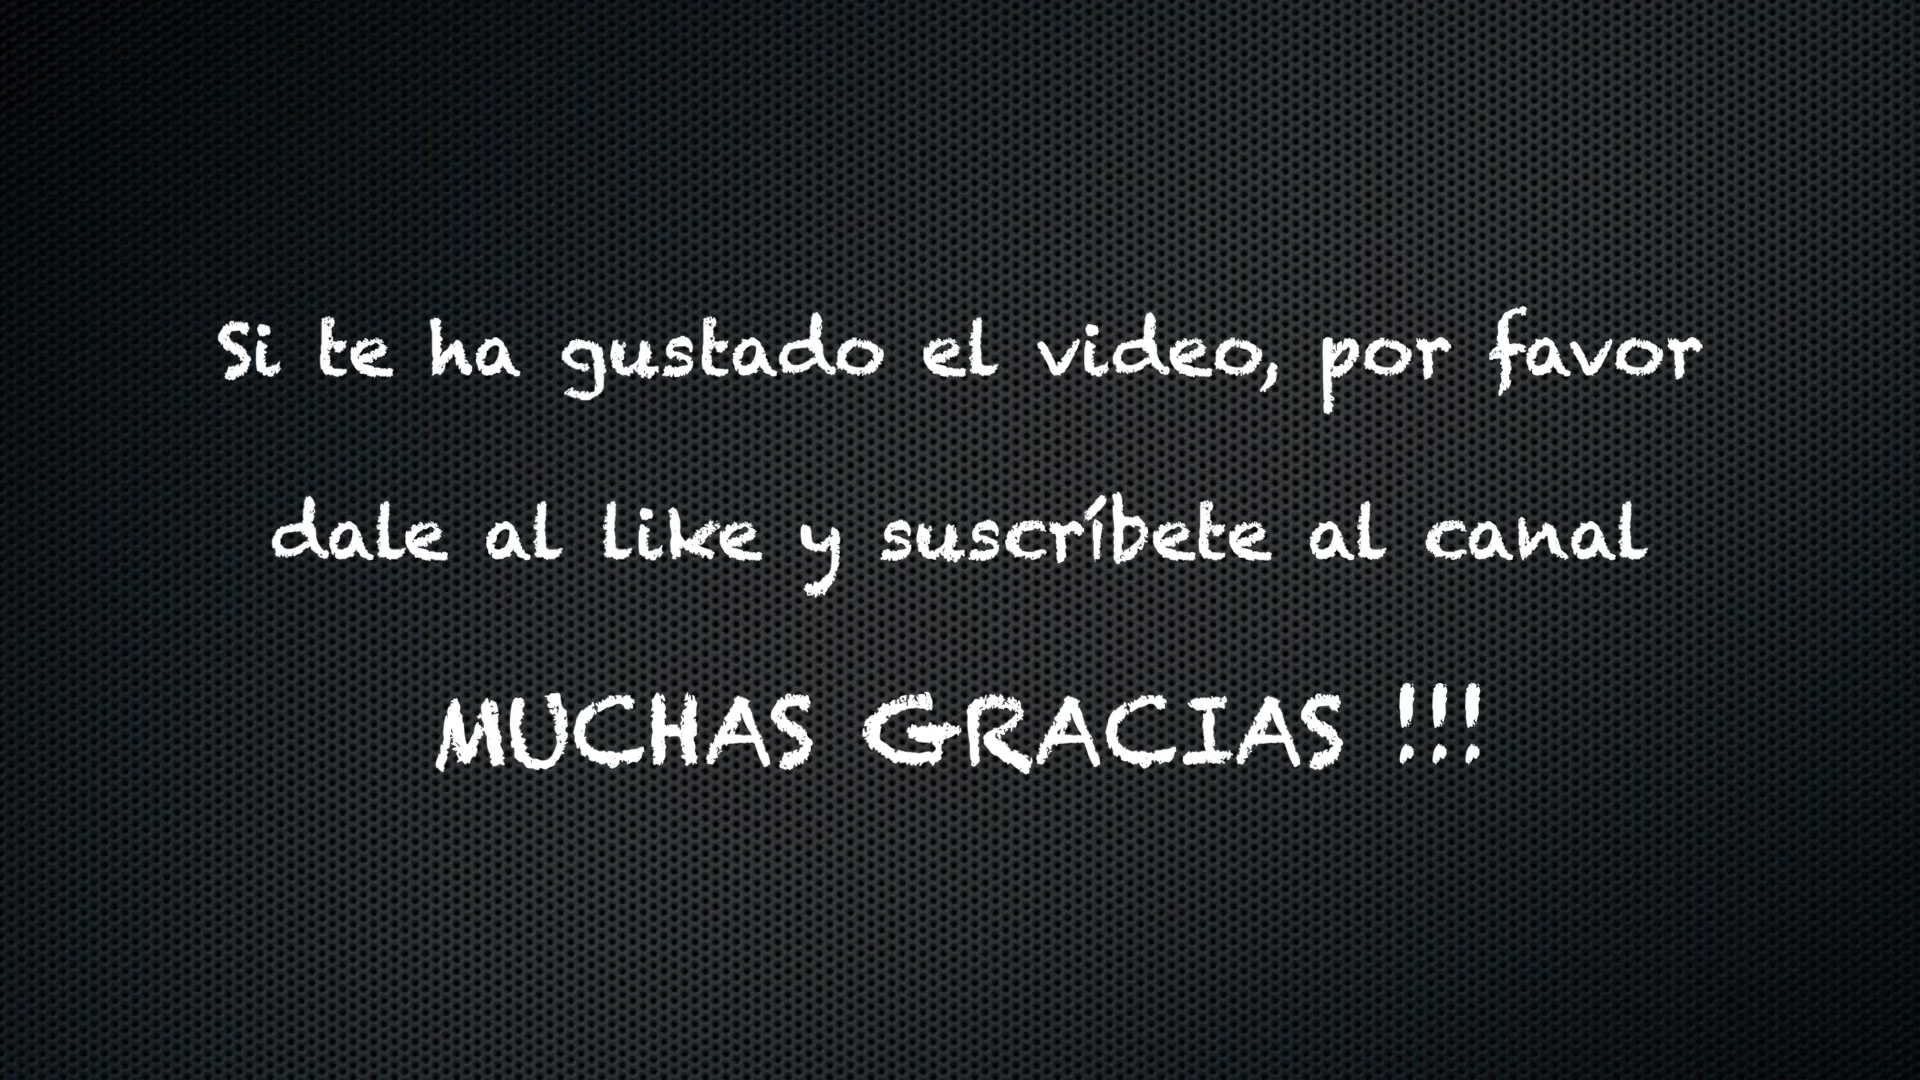 Si te ha gustado el video, por favor
dale al like y suscríbete al canal
MUCHAS GRACIAS !!!